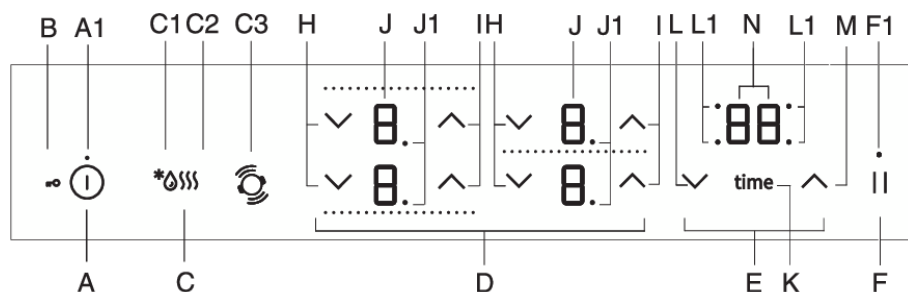 B A1 C1 C2 C3 H J J1 I H J J1 I L L1 N L1 M F1
8. 8. 88
8. 8. time
A C D E K F